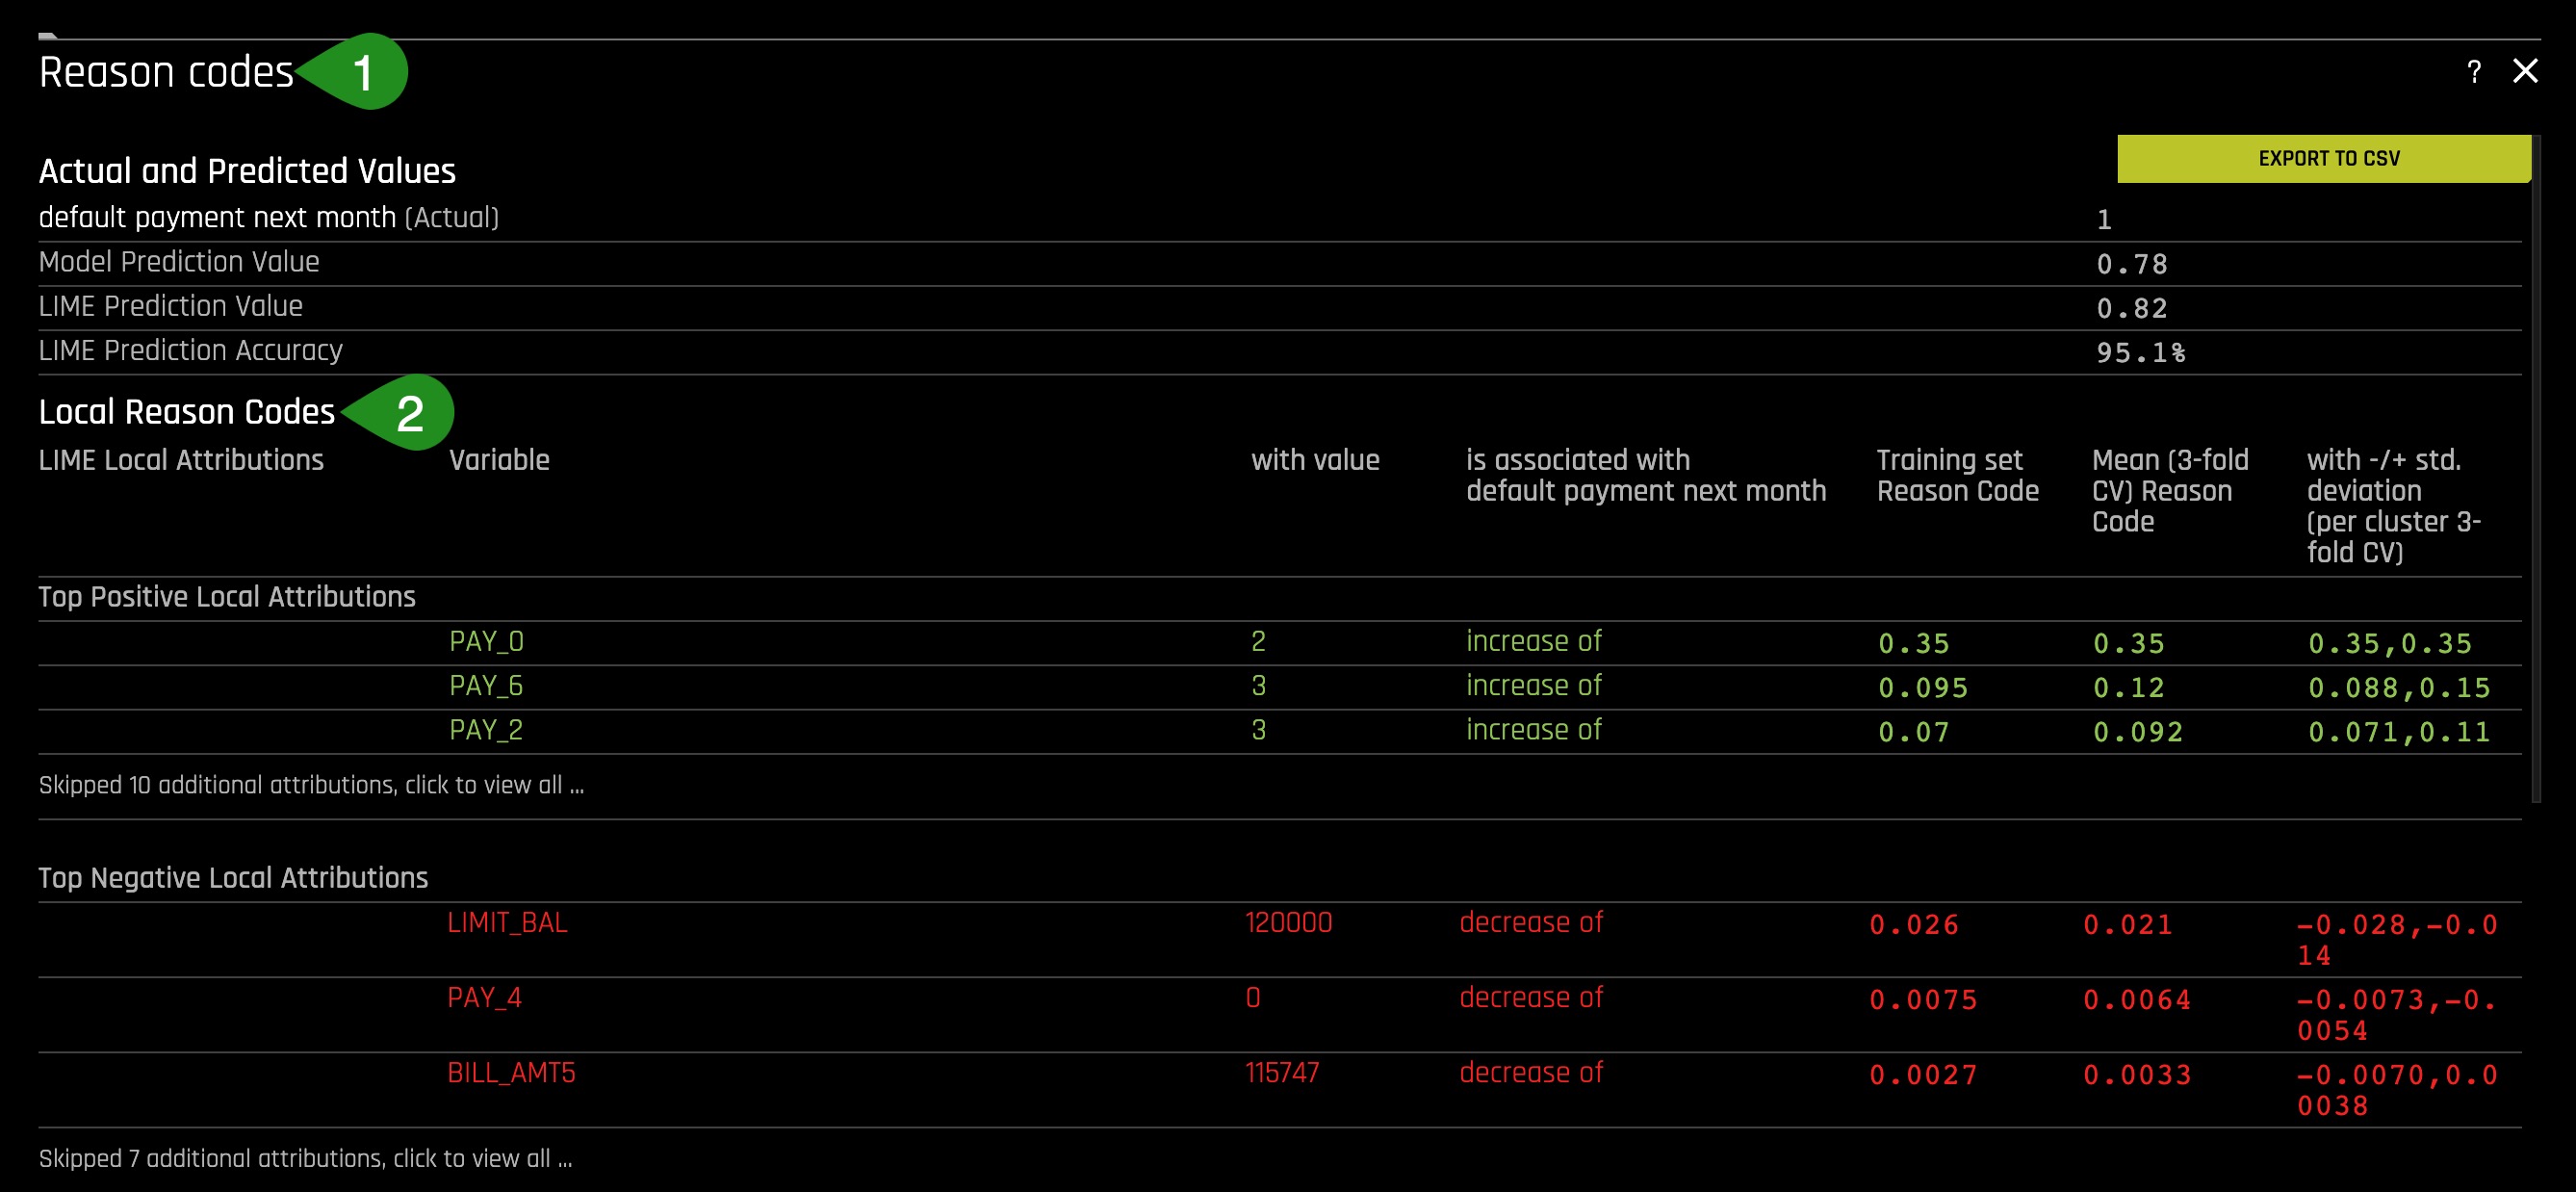 Reason codes 1 ? ✕
EXPORT TO CSV
Actual and Predicted Values
default payment next month (Actual) 1
Model Prediction Value 0.78
LIME Prediction Value 0.82
LIME Prediction Accuracy 95.1%
Local Reason Codes 2
LIME Local Attributions Variable with value is associated with Training set Mean (3-fold with -/+ std.
default payment next month Reason Code CV) Reason deviation
Code (per cluster 3-
fold CV)
Top Positive Local Attributions
PAY_0 2 increase of 0.35 0.35 0.35,0.35
PAY_6 3 increase of 0.095 0.12 0.088,0.15
PAY_2 3 increase of 0.07 0.092 0.071,0.11
Skipped 10 additional attributions, click to view all ...
Top Negative Local Attributions
LIMIT_BAL 120000 decrease of 0.026 0.021 −0.028,−0.0
14
PAY_4 0 decrease of 0.0075 0.0064 −0.0073,−0.
0054
BILL_AMT5 115747 decrease of 0.0027 0.0033 −0.0070,0.0
0038
Skipped 7 additional attributions, click to view all ...